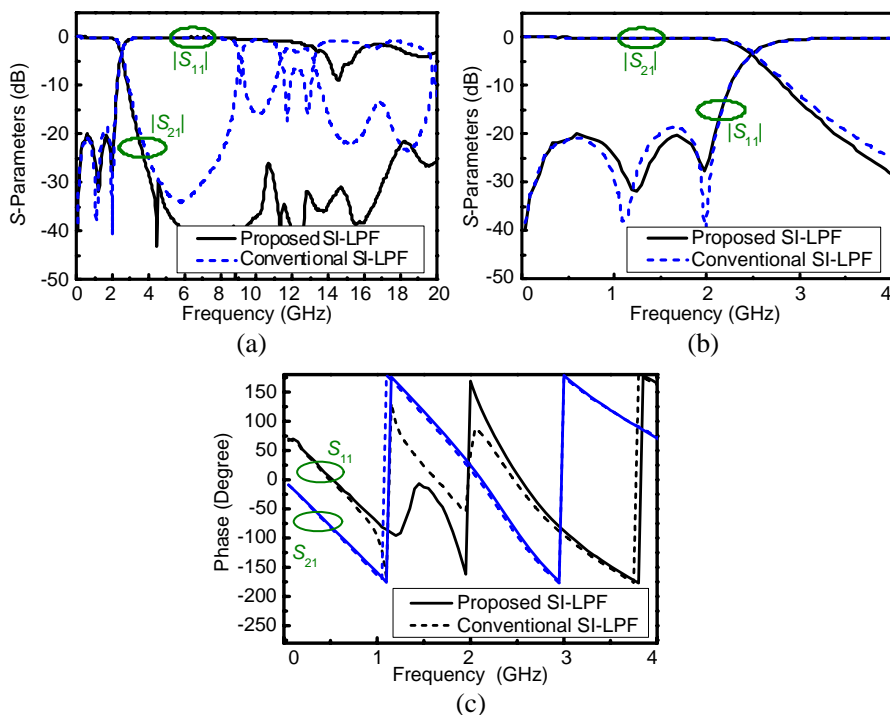 0
-10
-20
-30
-40
-50
S-Parameters (dB)
|S11|
|S21|
Proposed SI-LPF
Conventional SI-LPF
0 2 4 6 8 10 12 14 16 18 20
Frequency (GHz)
(a)
0
-10
-20
-30
-40
-50
S-Parameters (dB)
|S21|
|S11|
Proposed SI-LPF
Conventional SI-LPF
0 1 2 3 4
Frequency (GHz)
(b)
150
100
50
0
-50
-100
-150
-200
-250
Phase (Degree)
S11
S21
Proposed SI-LPF
Conventional SI-LPF
0 1 2 3 4
Frequency (GHz)
(c)